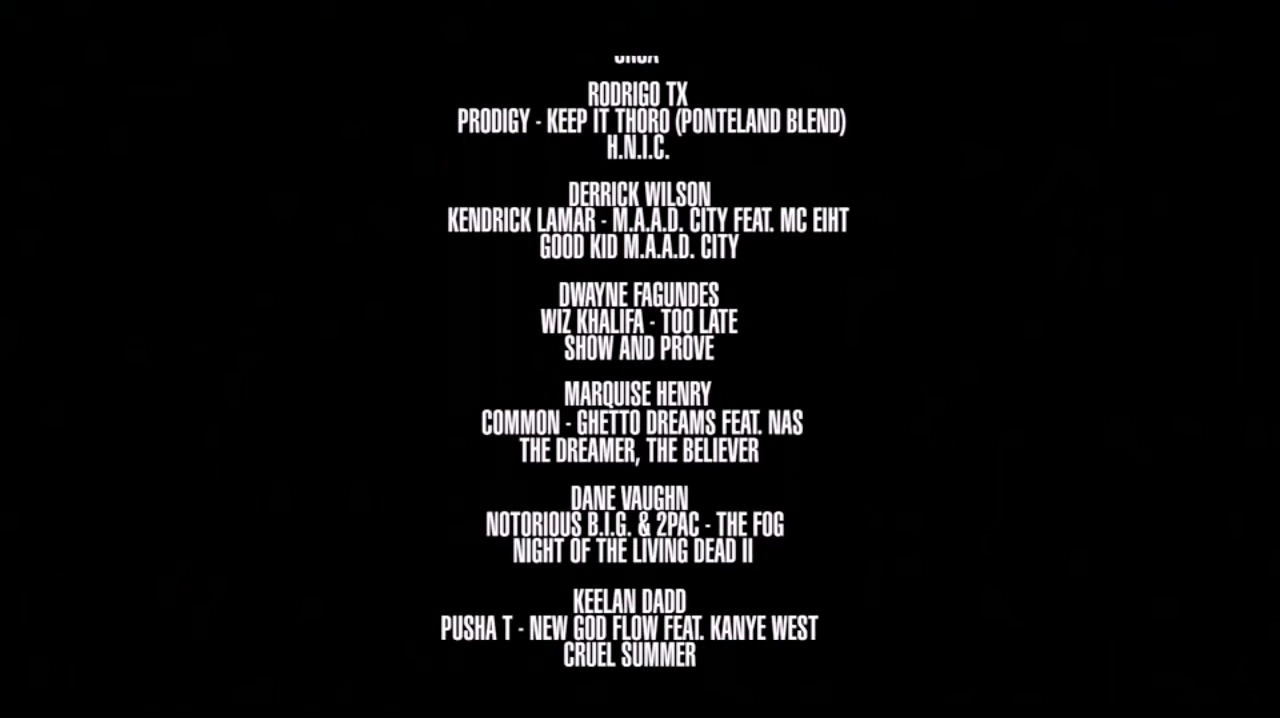 RODRIGO TX
PRODIGY - KEEP IT THORO (PONTELAND BLEND)
H.N.I.C.
DERRICK WILSON
KENDRICK LAMAR - M.A.A.D. CITY FEAT. MC EIHT
GOOD KID M.A.A.D. CITY
DWAYNE FAGUNDES
WIZ KHALIFA - TOO LATE
SHOW AND PROVE
MARQUISE HENRY
COMMON - GHETTO DREAMS FEAT. NAS
THE DREAMER, THE BELIEVER
DANE VAUGHN
NOTORIOUS B.I.G. & 2PAC - THE FOG
NIGHT OF THE LIVING DEAD II
KEELAN DADD
PUSHA T - NEW GOD FLOW FEAT. KANYE WEST
CRUEL SUMMER